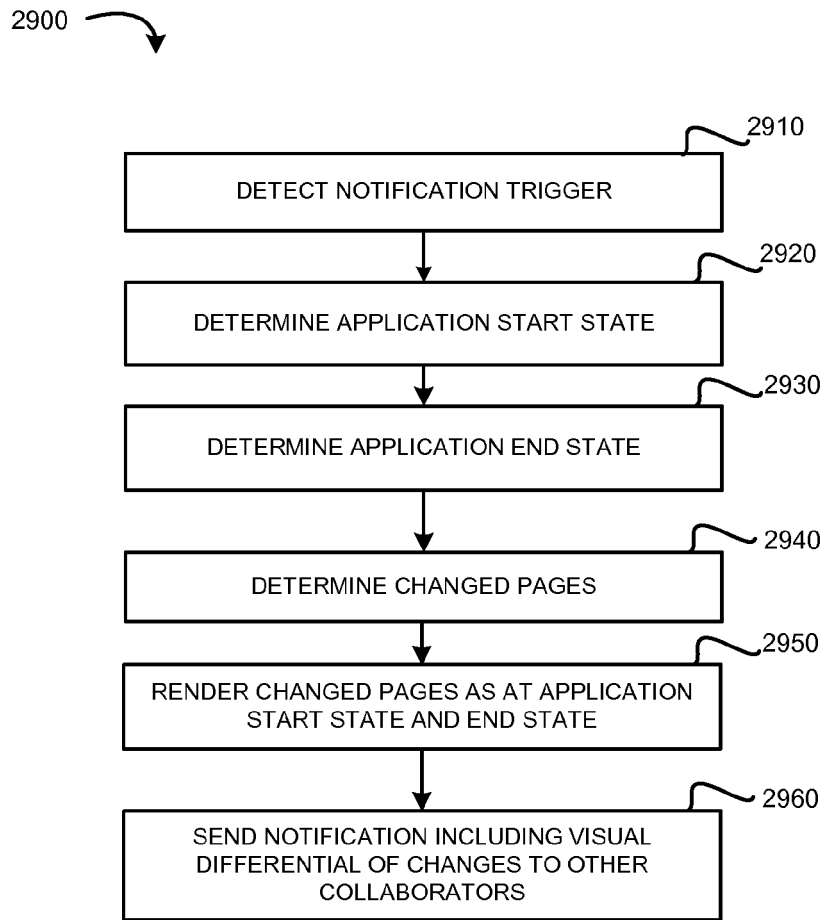 2900
2910
DETECT NOTIFICATION TRIGGER
2920
DETERMINE APPLICATION START STATE
2930
DETERMINE APPLICATION END STATE
2940
DETERMINE CHANGED PAGES
2950
RENDER CHANGED PAGES AS AT APPLICATION
START STATE AND END STATE
2960
SEND NOTIFICATION INCLUDING VISUAL
DIFFERENTIAL OF CHANGES TO OTHER
COLLABORATORS